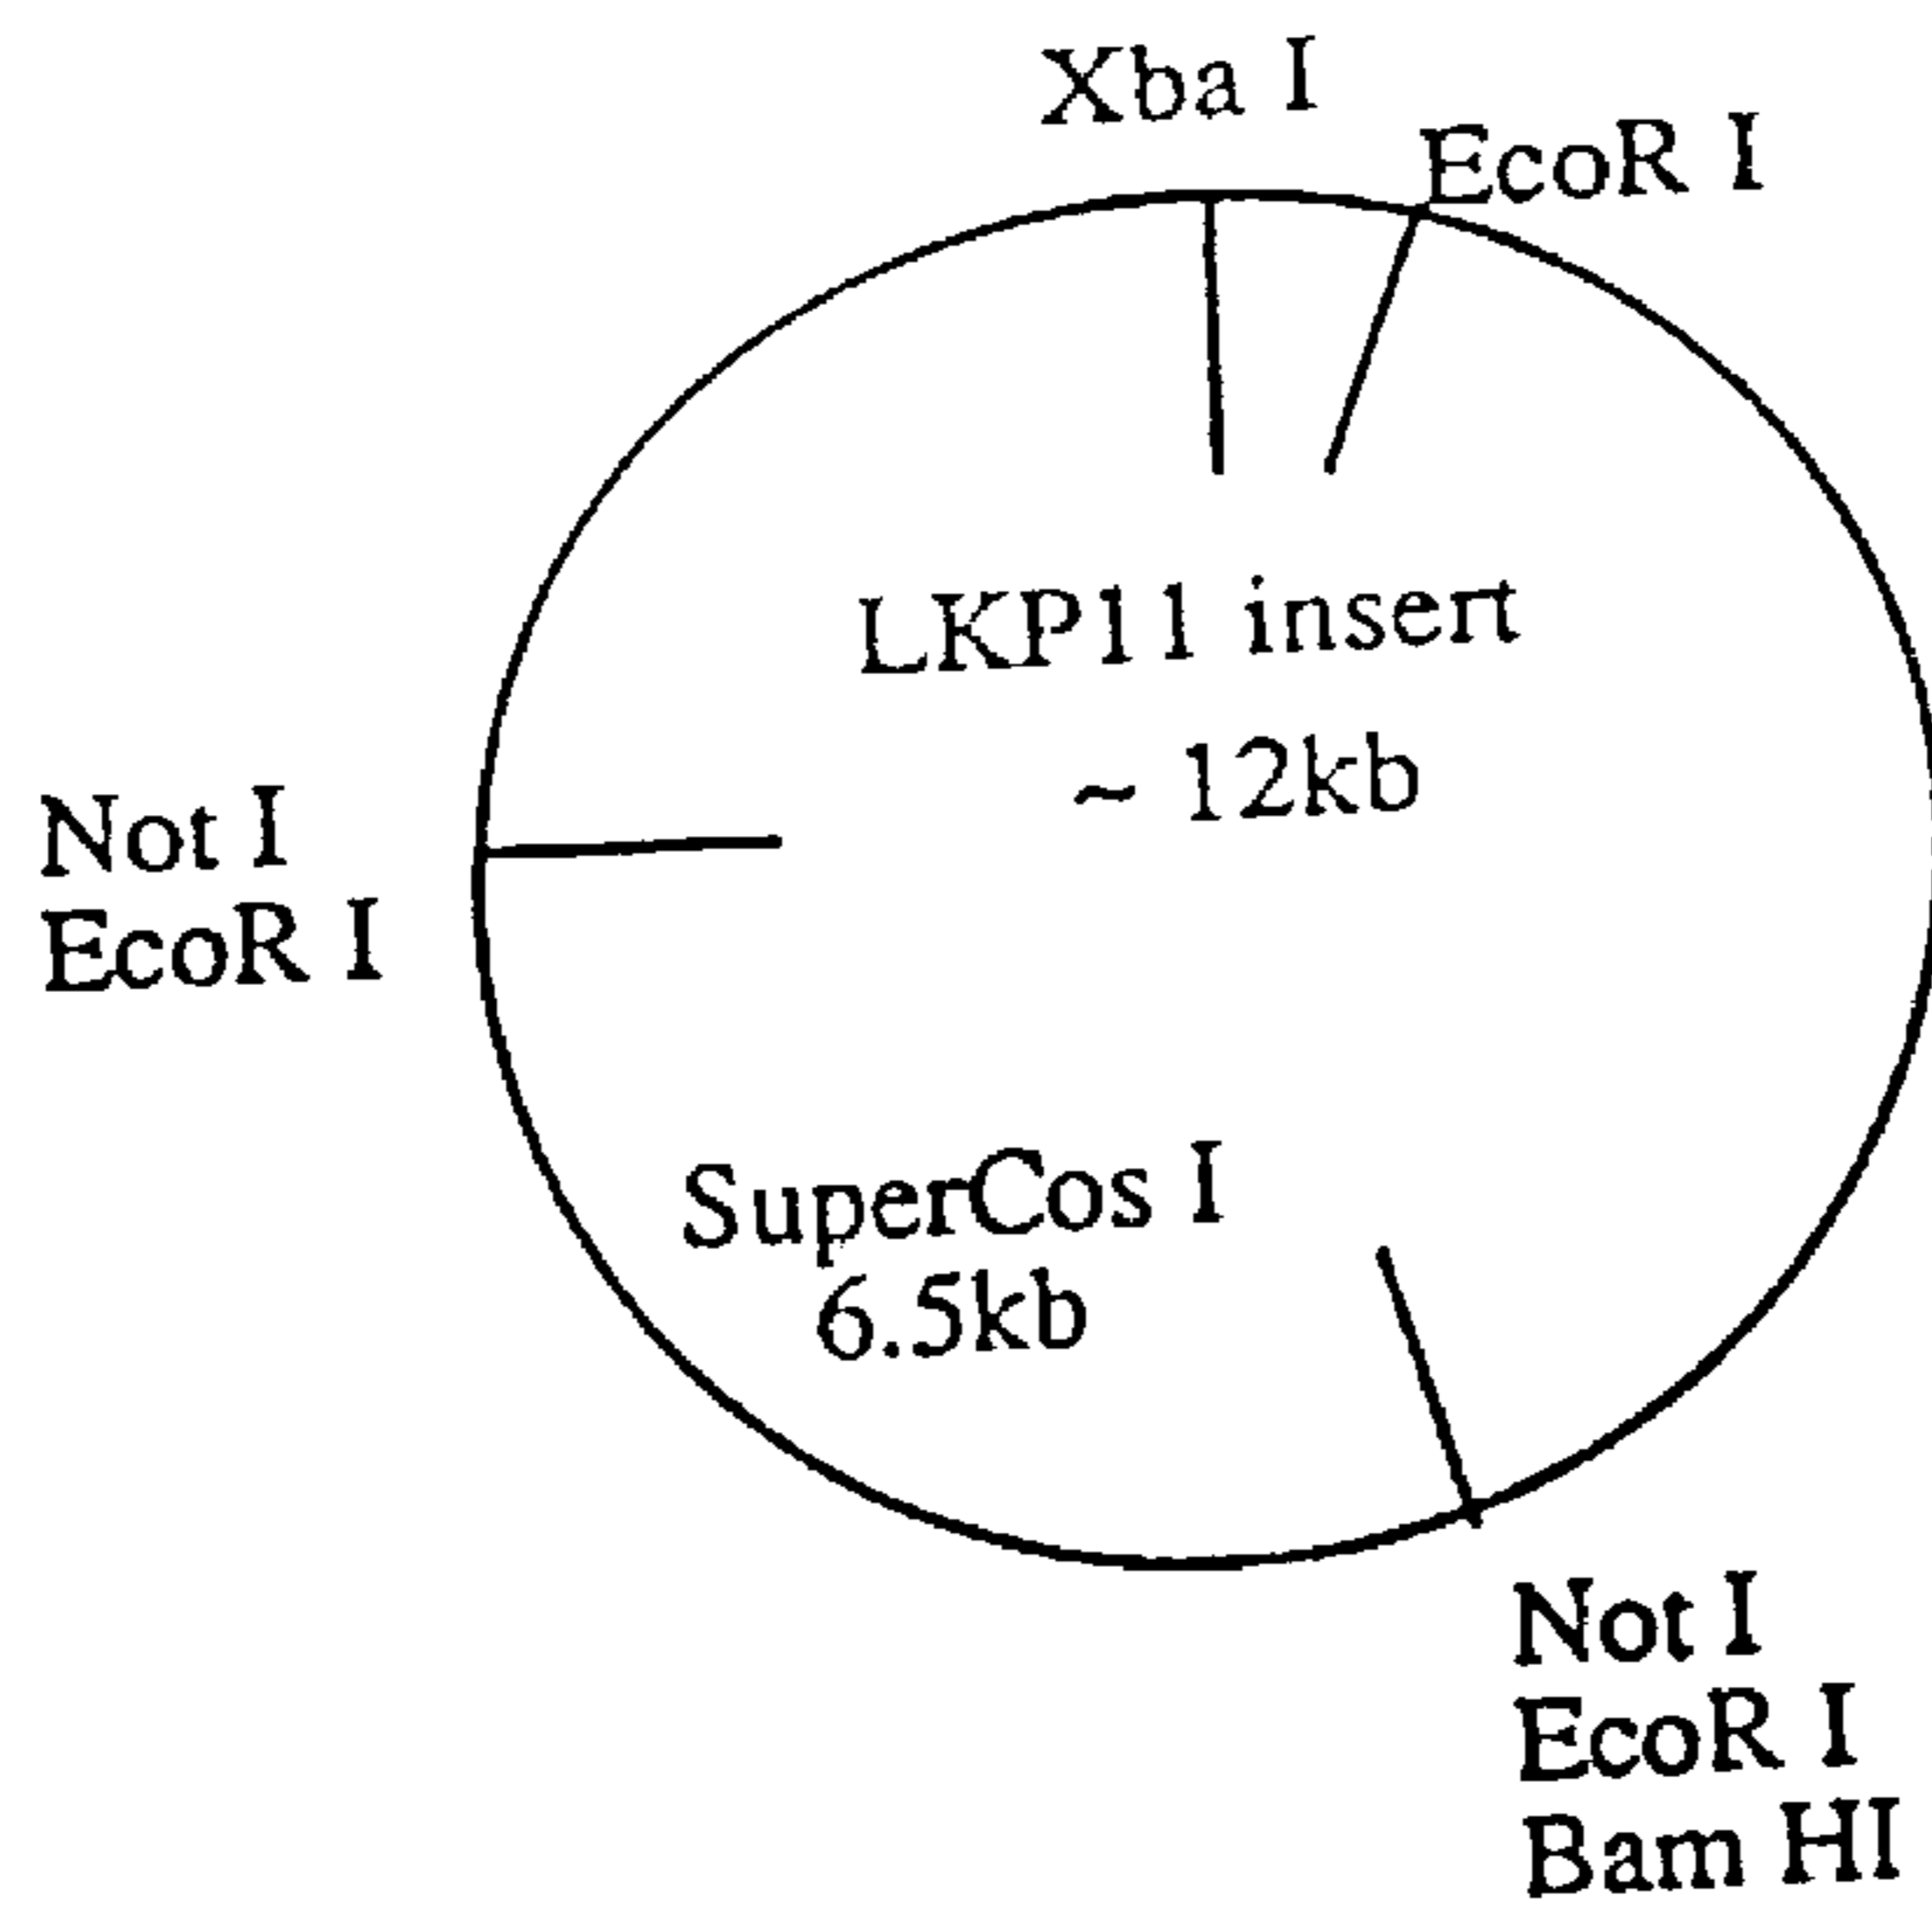 Xba I
EcoR I
LKP11 insert
~ 12kb
Not I
EcoR I
SuperCos I
6.5kb
Not I
EcoR I
Bam HI